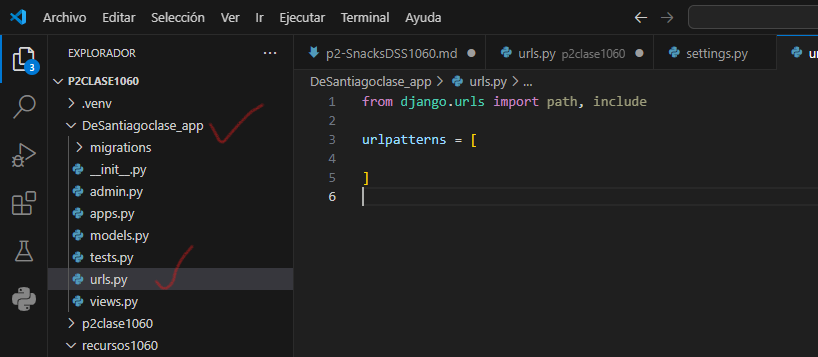 Archivo Editar Selección Ver Ir Ejecutar Terminal Ayuda
3
EXPLORADOR ...
P2CLASE1060
.venv
DeSantiagoclase_app
migrations
__init__.py
admin.py
apps.py
models.py
tests.py
urls.py
views.py
p2clase1060
recursos1060
p2-SnacksDSS1060.md urls.py p2clase1060 settings.py ur
DeSantiagoclase_app > urls.py > ...
1 from django.urls import path, include
2
3 urlpatterns = [
4
5 ]
6